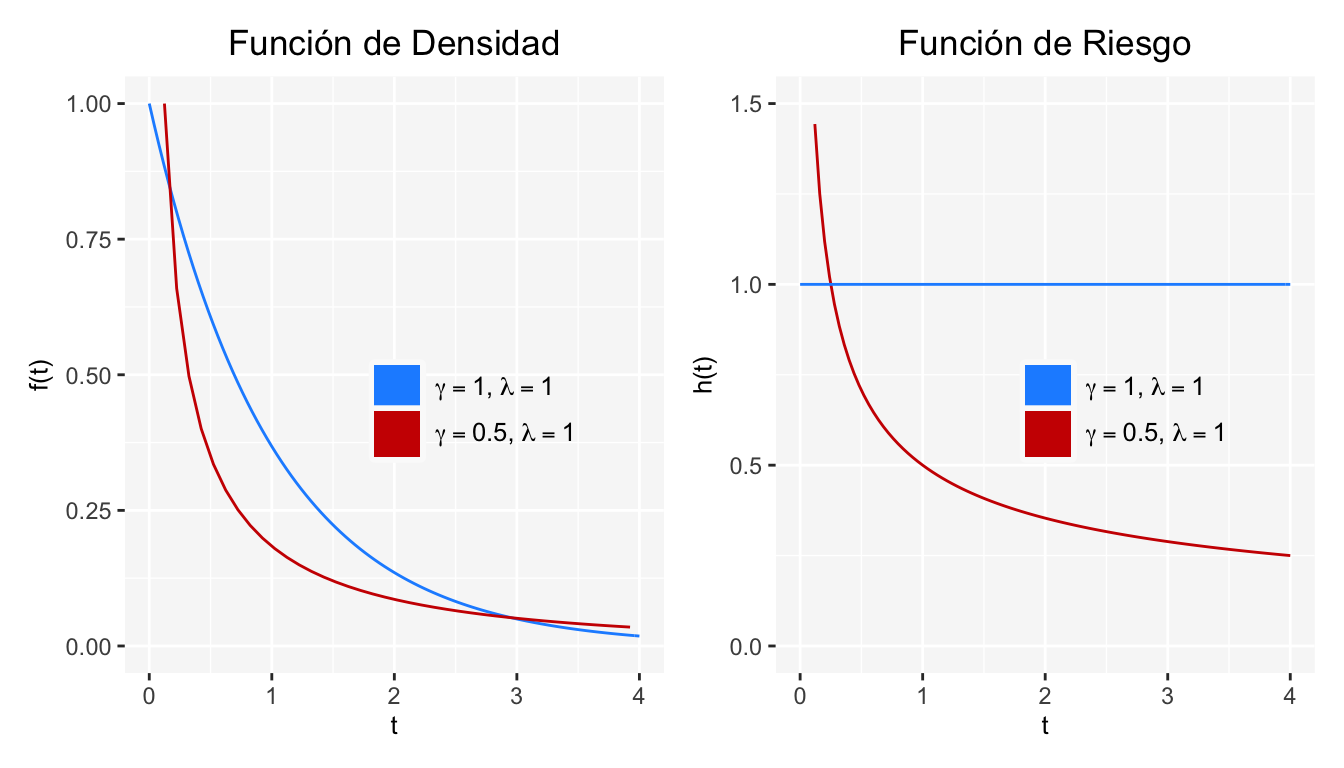 Función de Densidad
f(t)
1.00
0.75
0.50
0.25
0.00
γ = 1, λ = 1
γ = 0.5, λ = 1
0 1 2 3 4
t
Función de Riesgo
h(t)
1.5
1.0
0.5
0.0
γ = 1, λ = 1
γ = 0.5, λ = 1
0 1 2 3 4
t